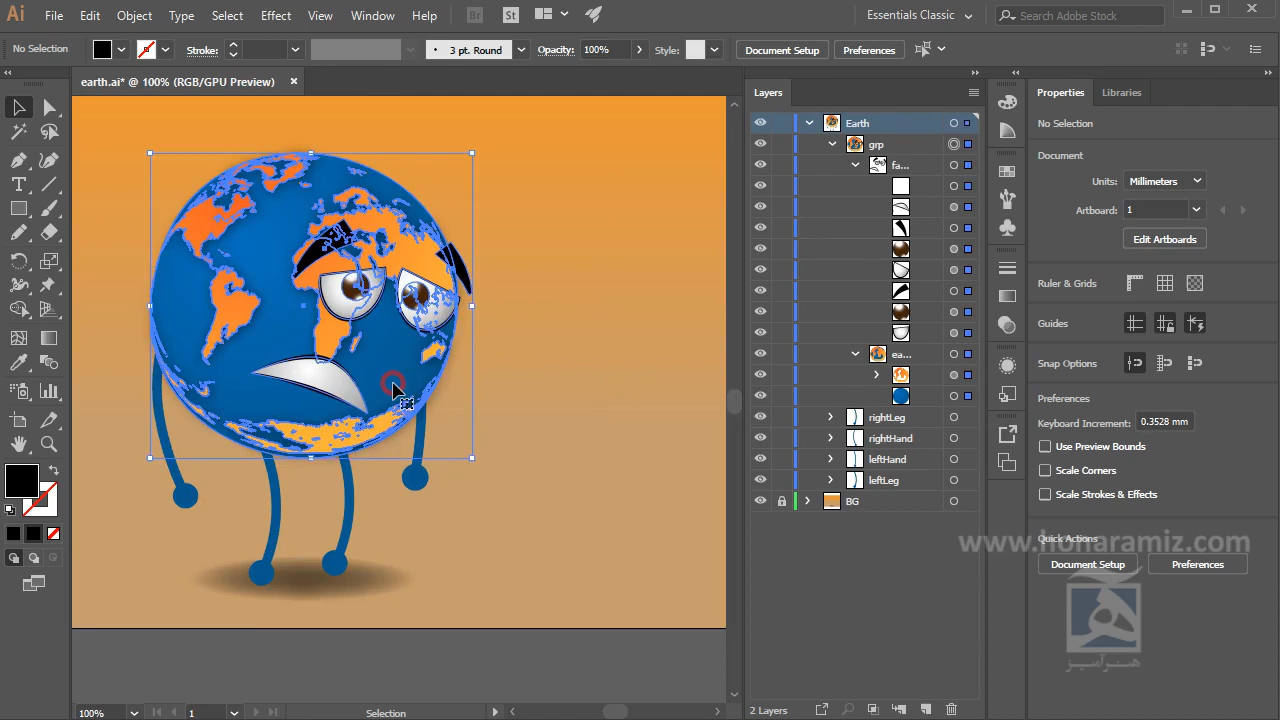 Ai File Edit Object Type Select Effect View Window Help Br St Essentials Classic Search Adobe Stock
No Selection Stroke: 3 pt. Round Opacity: 100% Style: Document Setup Preferences
earth.ai* @ 100% (RGB/GPU Preview)
Layers
Earth
grp
fa...
ea...
rightLeg
rightHand
leftHand
leftLeg
BG
2 Layers
Properties Libraries
No Selection
Document
Units: Millimeters
Artboard: 1
Edit Artboards
Ruler & Grids
Guides
Snap Options
Preferences
Keyboard Increment: 0.3528 mm
Use Preview Bounds
Scale Corners
Scale Strokes & Effects
Quick Actions
Document Setup Preferences
www.honaramiz.com
هنرآمیز
100% 1 Selection